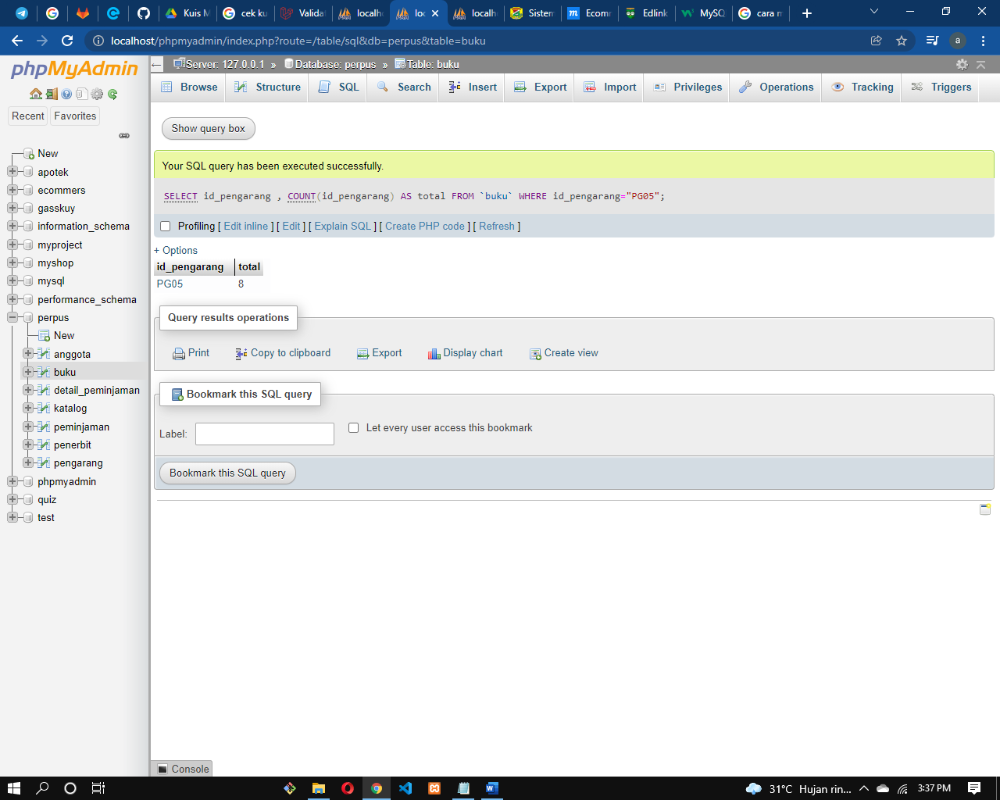 Kuis M
cek ku
Valida
localh
lo
localh
Sistem
Ecomr
Edlink
MySQ
cara m
localhost/phpmyadmin/index.php?route=/table/sql&db=perpus&table=buku
a
phpMyAdmin
Recent
Favorites
New
apotek
ecommers
gasskuy
information_schema
myproject
myshop
mysql
performance_schema
perpus
New
anggota
buku
detail_peminjaman
katalog
peminjaman
penerbit
pengarang
phpmyadmin
quiz
test
Server: 127.0.0.1 » Database: perpus » Table: buku
Browse Structure SQL Search Insert Export Import Privileges Operations Tracking Triggers
Show query box
Your SQL query has been executed successfully.
SELECT id_pengarang , COUNT(id_pengarang) AS total FROM `buku` WHERE id_pengarang="PG05";
Profiling [ Edit inline ] [ Edit ] [ Explain SQL ] [ Create PHP code ] [ Refresh ]
+ Options
id_pengarang total
PG05 8
Query results operations
Print Copy to clipboard Export Display chart Create view
Bookmark this SQL query
Label:
Let every user access this bookmark
Bookmark this SQL query
Console
31°C Hujan rin... 3:37 PM